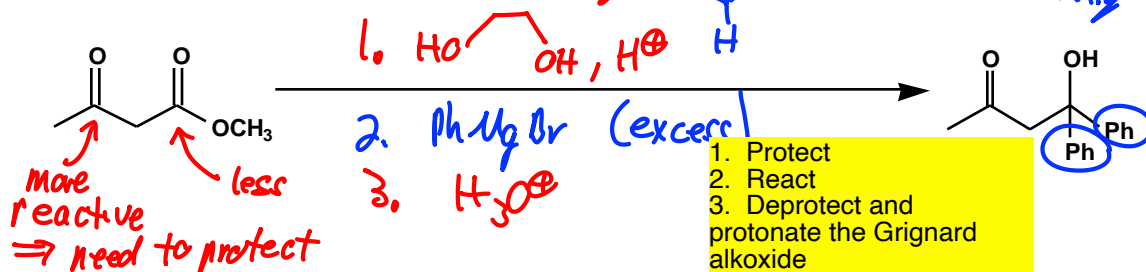 1. HO OH, H⊕
H
O O
OCH3
O OH
Ph
Ph
2. PhMgBr (excess)
3. H3O⊕
more
reactive
⇒ need to protect
less
1. Protect
2. React
3. Deprotect and
protonate the Grignard
alkoxide